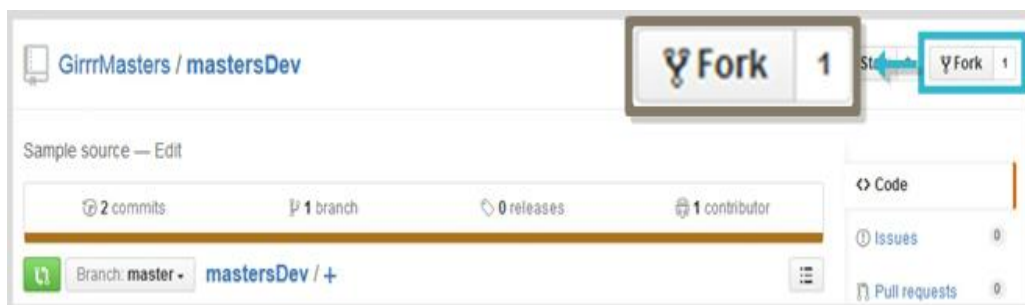 GirrrMasters / mastersDev
Fork 1
Fork 1
Sample source — Edit
2 commits 1 branch 0 releases 1 contributor
<> Code
Issues 0
Branch: master mastersDev / +
Pull requests 0